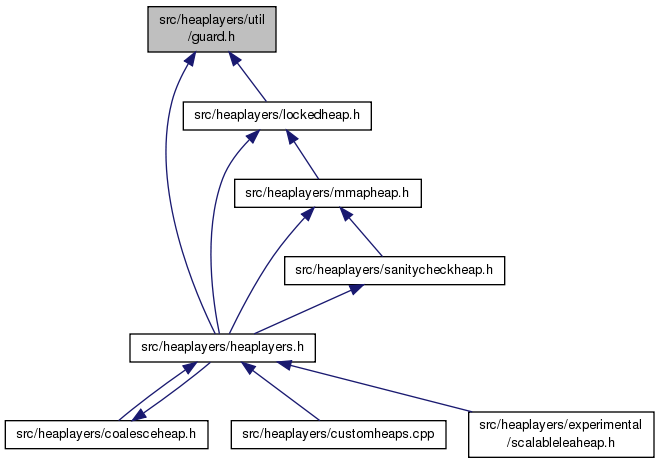 src/heaplayers/util
/guard.h
src/heaplayers/lockedheap.h
src/heaplayers/mmapheap.h
src/heaplayers/sanitycheckheap.h
src/heaplayers/heaplayers.h
src/heaplayers/coalesceheap.h
src/heaplayers/customheaps.cpp
src/heaplayers/experimental
/scalableleaheap.h